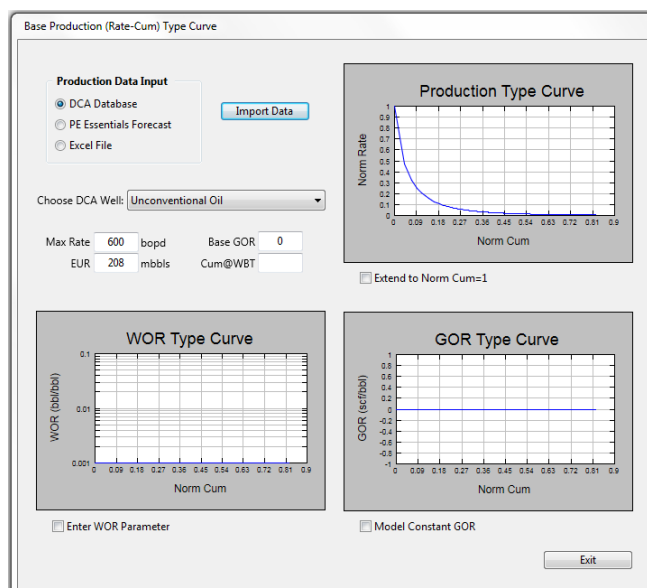 Base Production (Rate-Cum) Type Curve
Production Data Input
DCA Database
PE Essentials Forecast
Excel File
Import Data
Choose DCA Well: Unconventional Oil
Max Rate 600 bopd Base GOR 0
EUR 208 mbbls Cum@WBT
Production Type Curve
Norm Rate
1
0.9
0.8
0.7
0.6
0.5
0.4
0.3
0.2
0.1
0
0 0.09 0.18 0.27 0.36 0.45 0.54 0.63 0.72 0.81 0.9
Norm Cum
Extend to Norm Cum=1
WOR Type Curve
WOR (bbl/bbl)
0.1
0.01
0.001
0 0.09 0.18 0.27 0.36 0.45 0.54 0.63 0.72 0.81 0.9
Norm Cum
Enter WOR Parameter
GOR Type Curve
GOR (scf/bbl)
1
0.8
0.6
0.4
0.2
0
-0.2
-0.4
-0.6
-0.8
-1
0 0.09 0.18 0.27 0.36 0.45 0.54 0.63 0.72 0.81 0.9
Norm Cum
Model Constant GOR
Exit